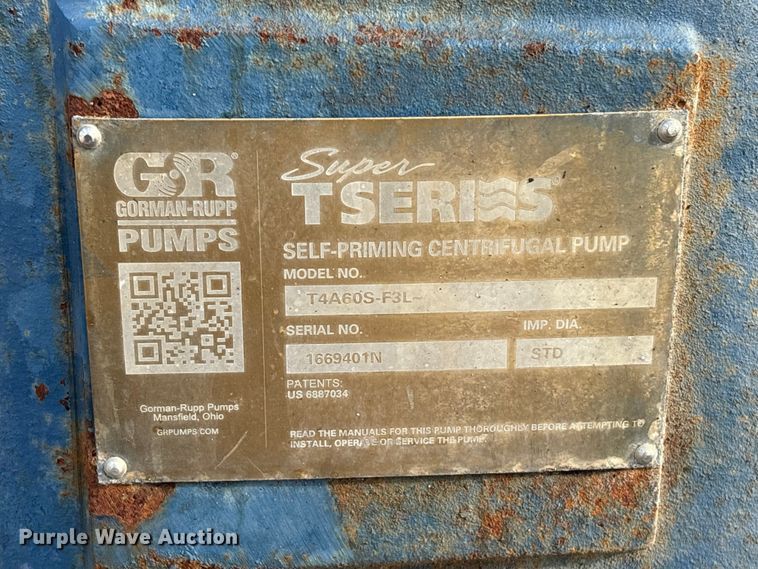 G·R®
GORMAN-RUPP
PUMPS
Gorman-Rupp Pumps
Mansfield, Ohio
GRPUMPS.COM
Super
T SERIES®
SELF-PRIMING CENTRIFUGAL PUMP
MODEL NO.
T4A60S-F3L~
SERIAL NO.
1669401N
IMP. DIA.
STD
PATENTS:
US 6887034
READ THE MANUALS FOR THIS PUMP THOROUGHLY BEFORE ATTEMPTING TO
INSTALL, OPERATE OR SERVICE THE PUMP.
Purple Wave Auction